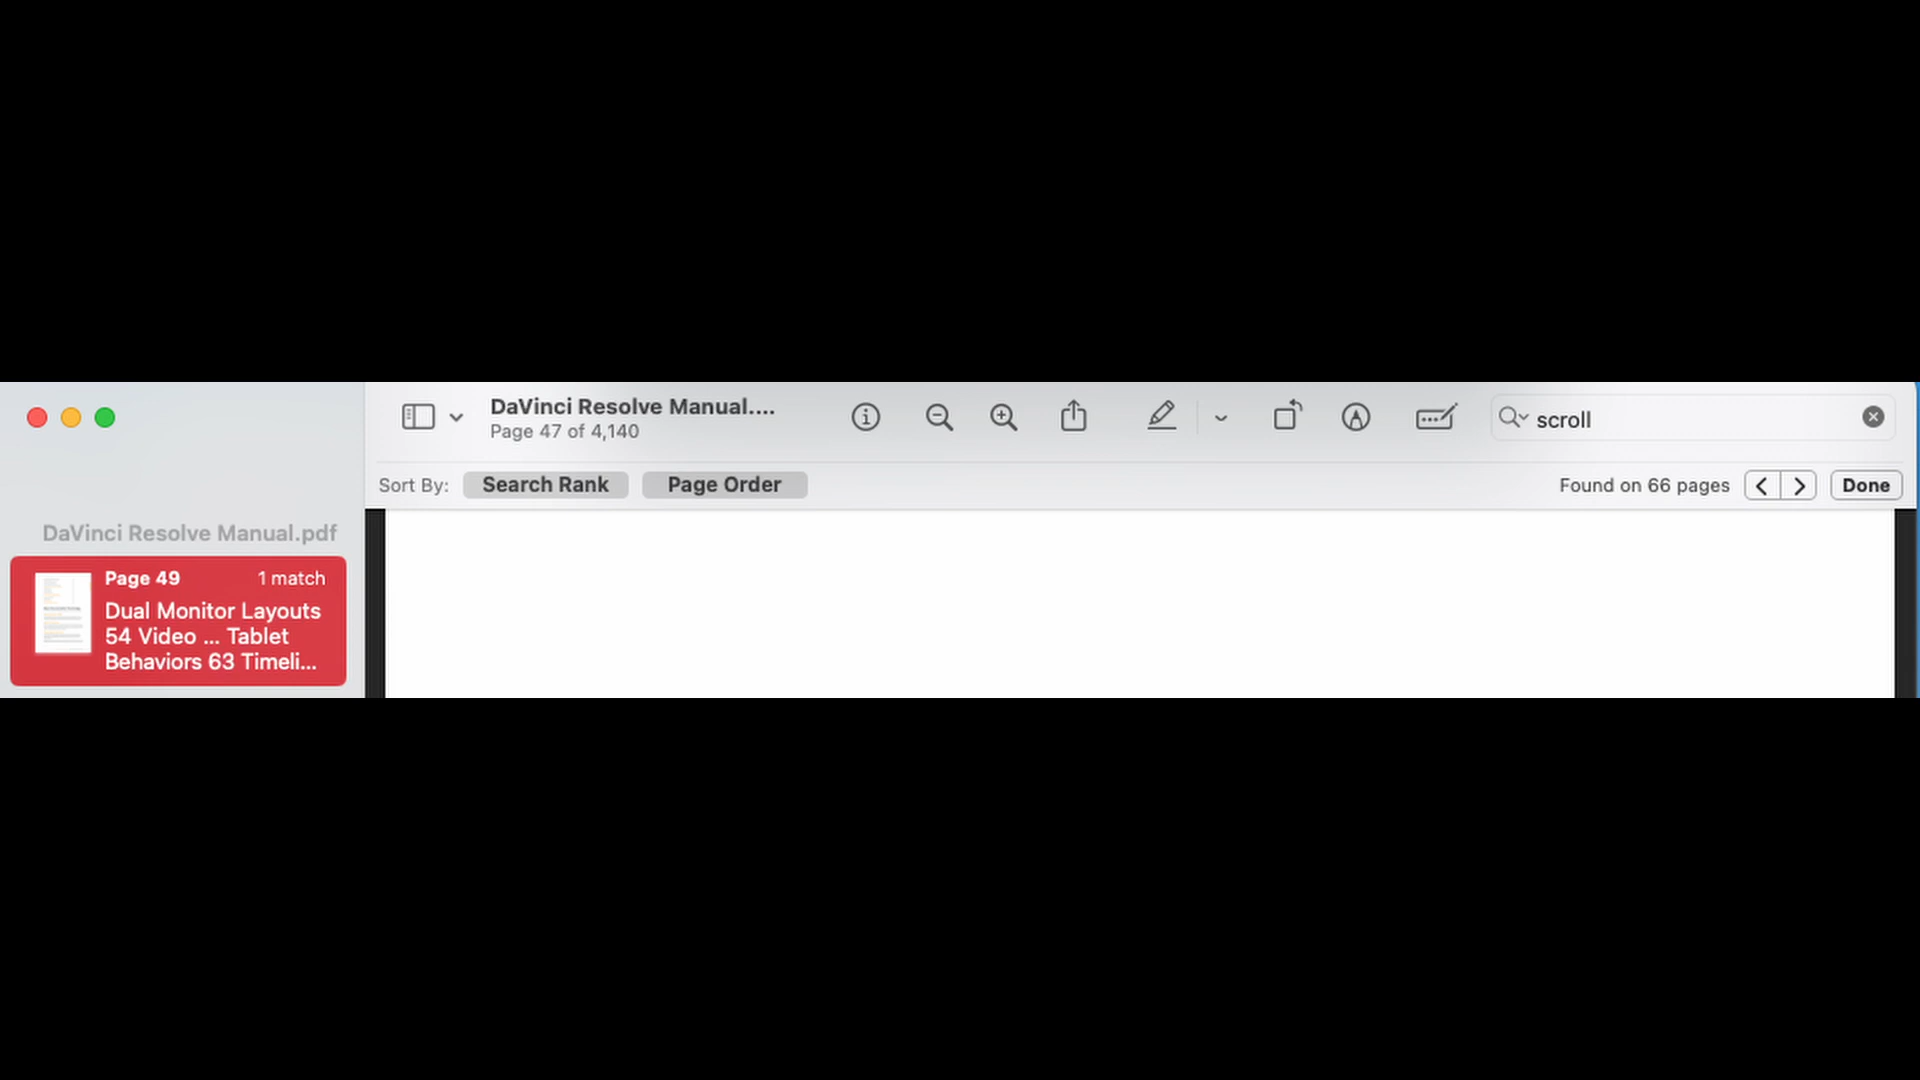 DaVinci Resolve Manual....
Page 47 of 4,140
scroll
Sort By:
Search Rank
Page Order
Found on 66 pages
Done
DaVinci Resolve Manual.pdf
Page 49
1 match
Dual Monitor Layouts
54 Video ... Tablet
Behaviors 63 Timeli...